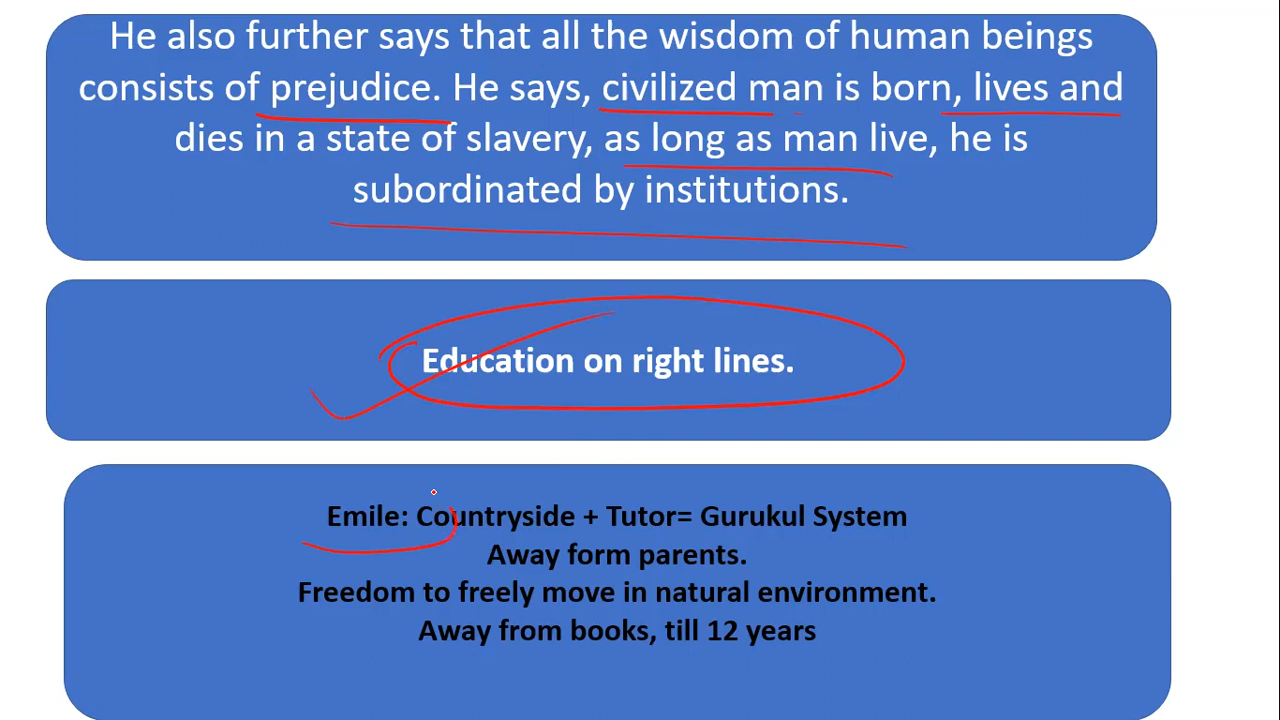 He also further says that all the wisdom of human beings
consists of prejudice. He says, civilized man is born, lives and
dies in a state of slavery, as long as man live, he is
subordinated by institutions.
Education on right lines.
Emile: Countryside + Tutor= Gurukul System
Away form parents.
Freedom to freely move in natural environment.
Away from books, till 12 years